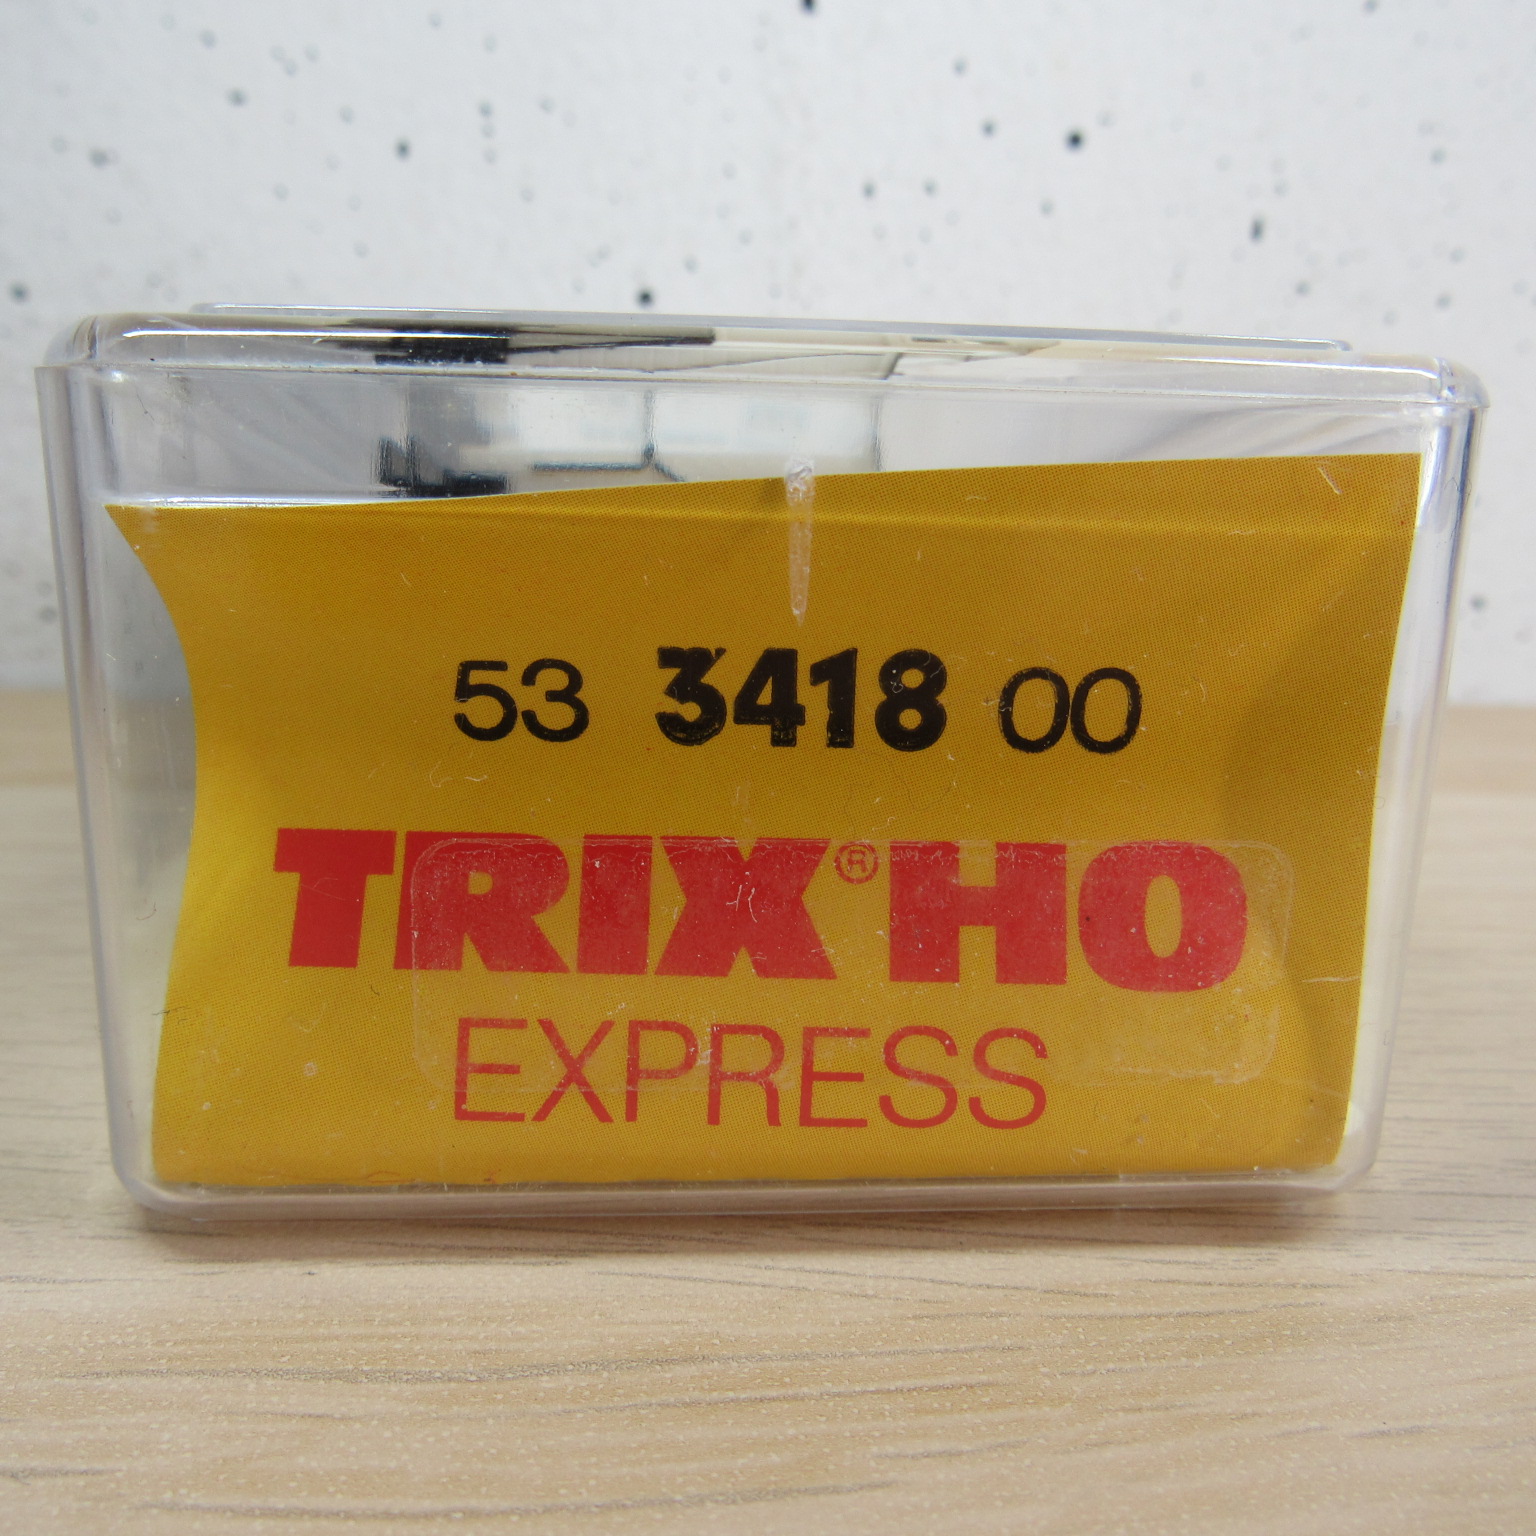 53 3418 00
TRIX® HO
EXPRESS